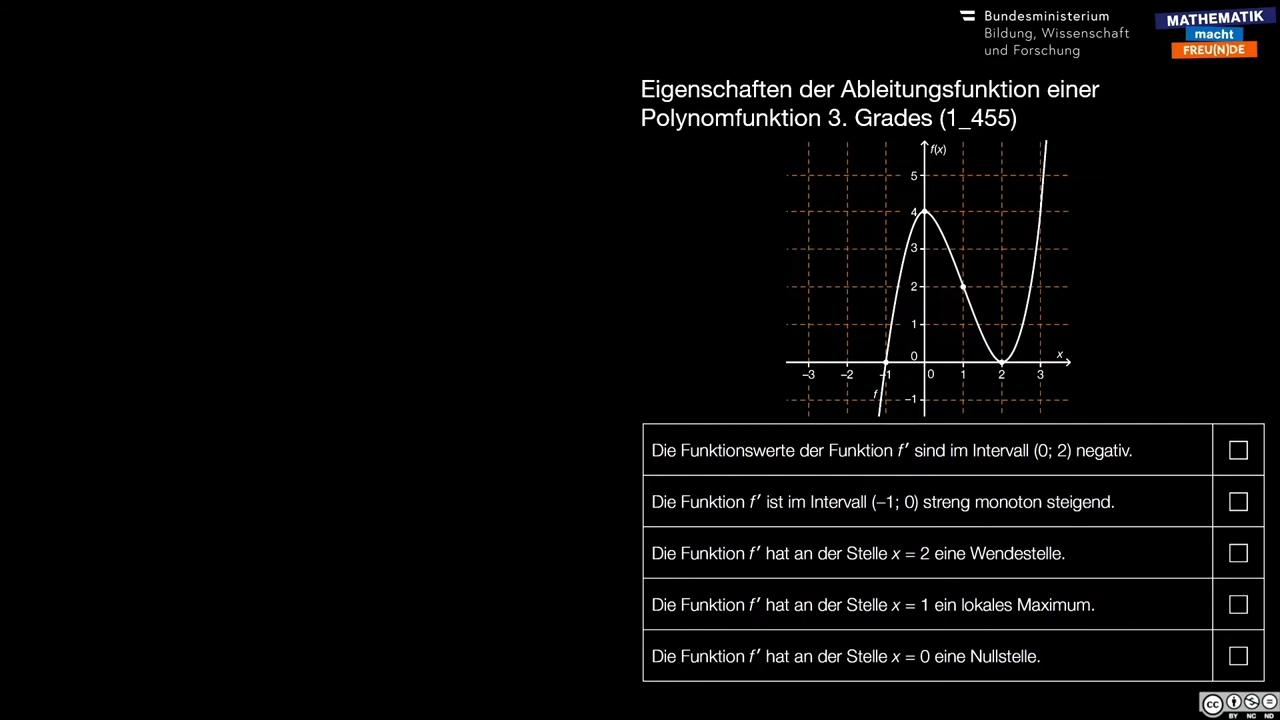 Bundesministerium
Bildung, Wissenschaft
und Forschung
MATHEMATIK
macht
FREU(N)DE
Eigenschaften der Ableitungsfunktion einer
Polynomfunktion 3. Grades (1_455)
f(x)
5
4
3
2
1
0
x
–3 –2 –1 0 1 2 3
f
–1
Die Funktionswerte der Funktion f′ sind im Intervall (0; 2) negativ.
Die Funktion f′ ist im Intervall (–1; 0) streng monoton steigend.
Die Funktion f′ hat an der Stelle x = 2 eine Wendestelle.
Die Funktion f′ hat an der Stelle x = 1 ein lokales Maximum.
Die Funktion f′ hat an der Stelle x = 0 eine Nullstelle.
cc
BY NC ND